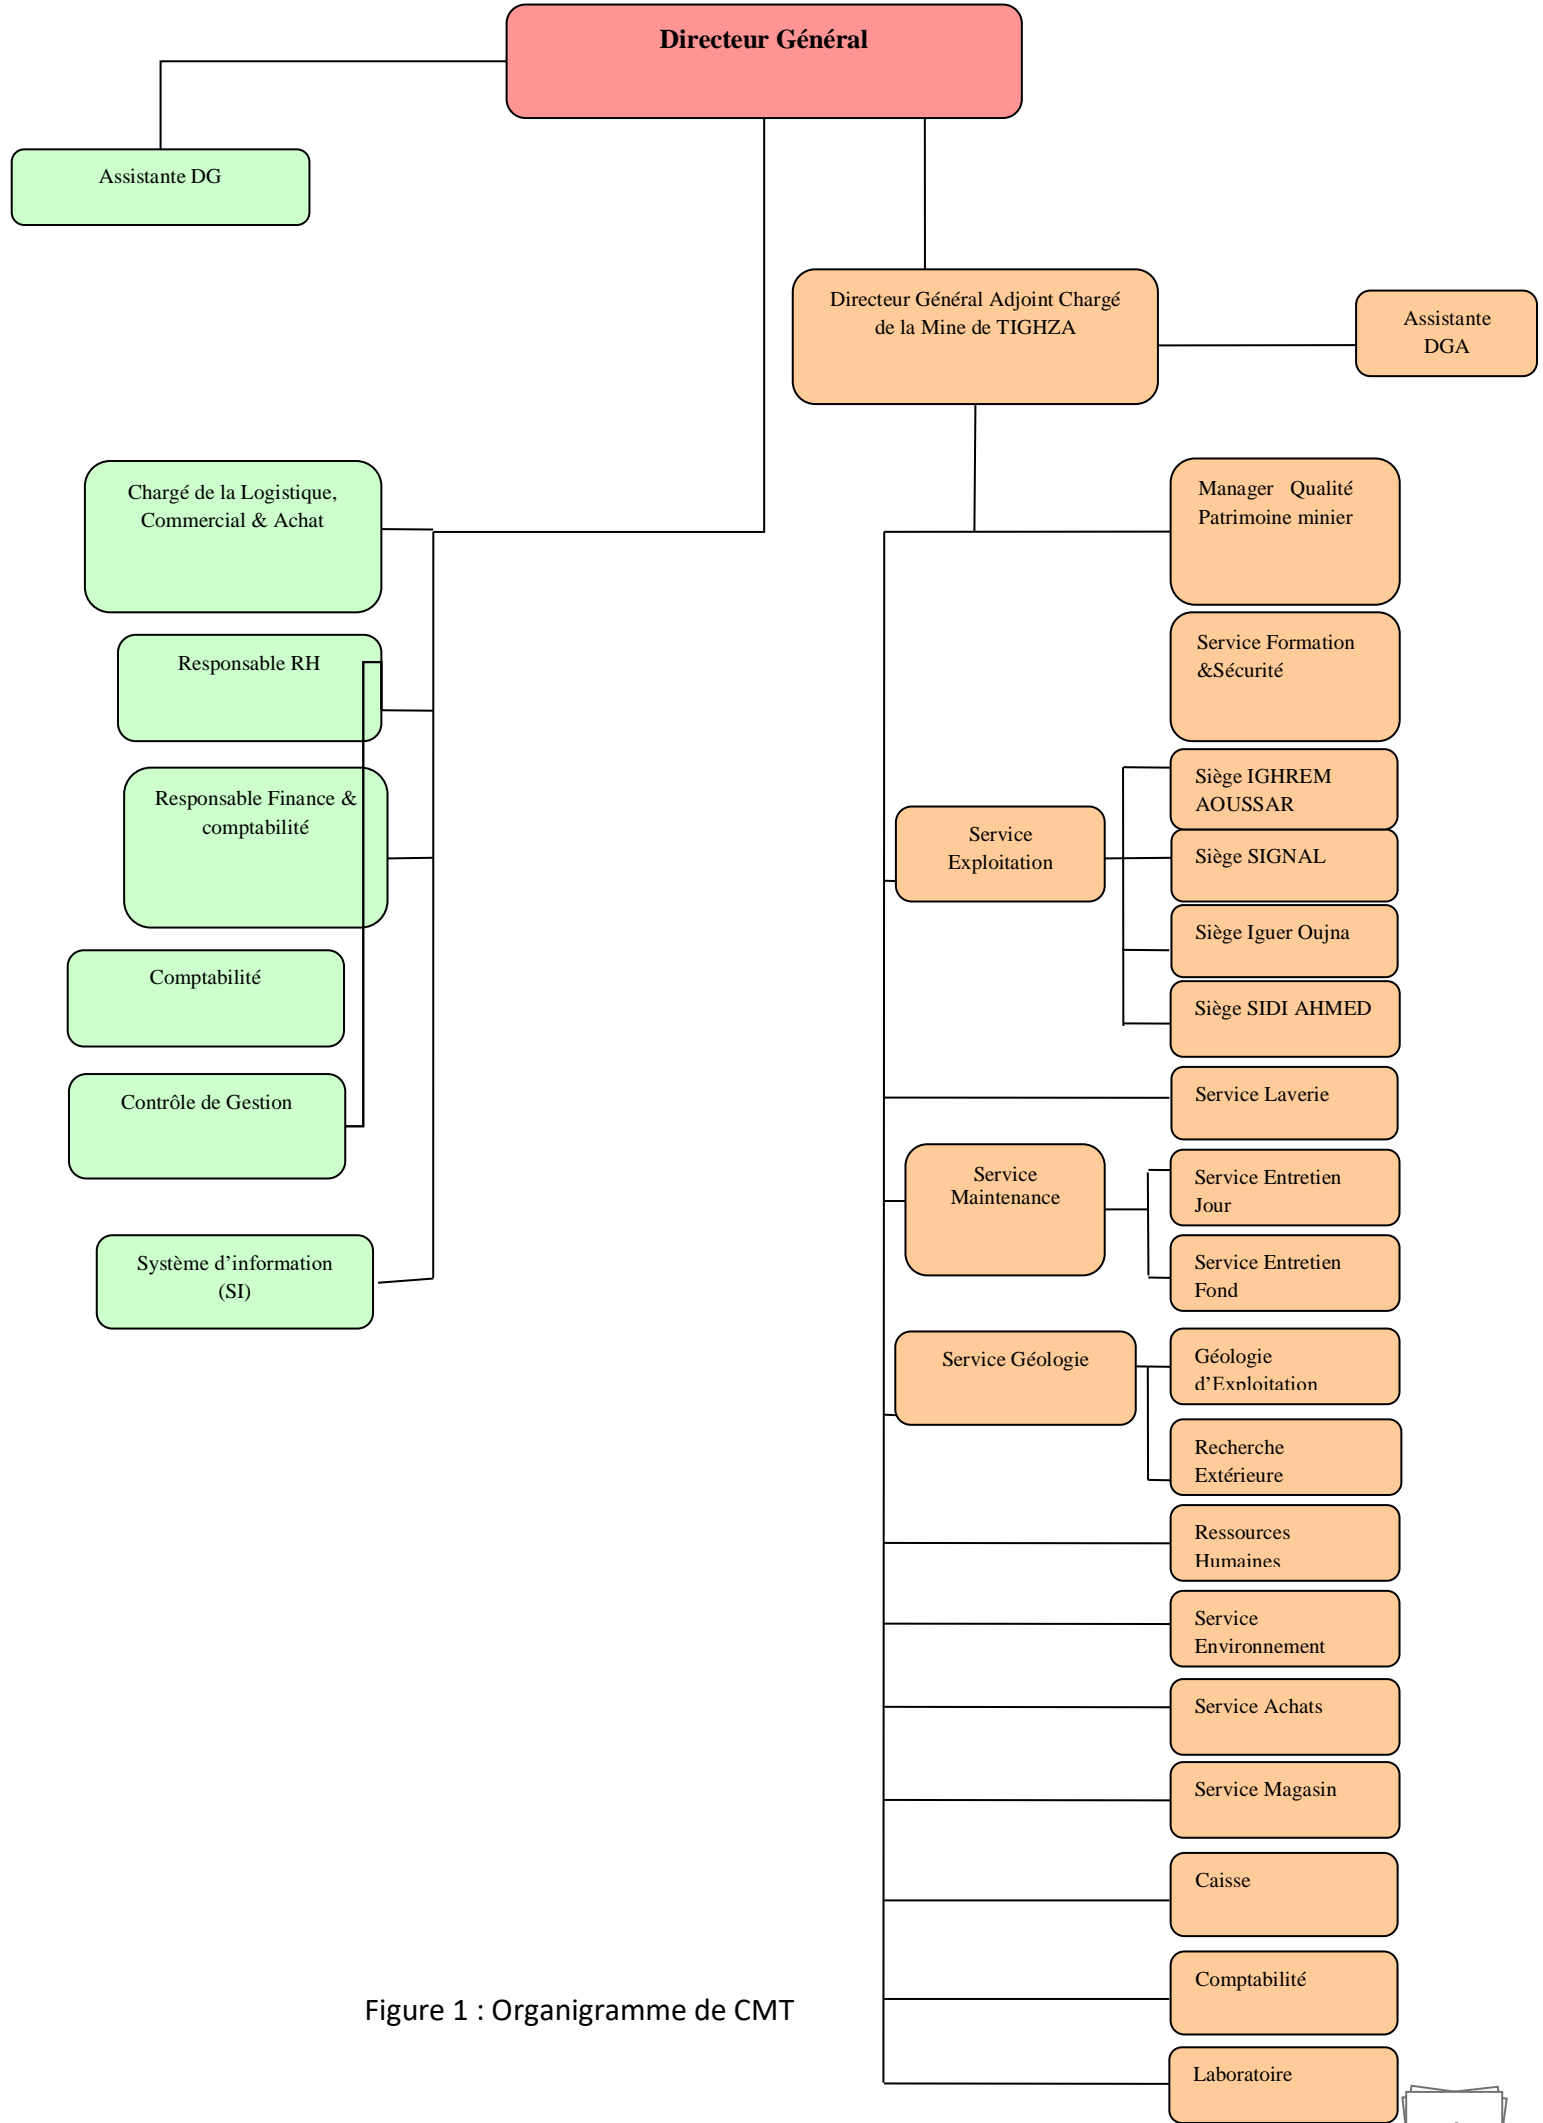 Directeur Général
Assistante DG
Directeur Général Adjoint Chargé
de la Mine de TIGHZA
Assistante
DGA
Chargé de la Logistique,
Commercial & Achat
Responsable RH
Responsable Finance &
comptabilité
Comptabilité
Contrôle de Gestion
Système d’information
(SI)
Manager Qualité
Patrimoine minier
Service Formation
&Sécurité
Service
Exploitation
Siège IGHREM
AOUSSAR
Siège SIGNAL
Siège Iguer Oujna
Siège SIDI AHMED
Service Laverie
Service
Maintenance
Service Entretien
Jour
Service Entretien
Fond
Service Géologie
Géologie
d’Exploitation
Recherche
Extérieure
Ressources
Humaines
Service
Environnement
Service Achats
Service Magasin
Caisse
Comptabilité
Laboratoire
Figure 1 : Organigramme de CMT